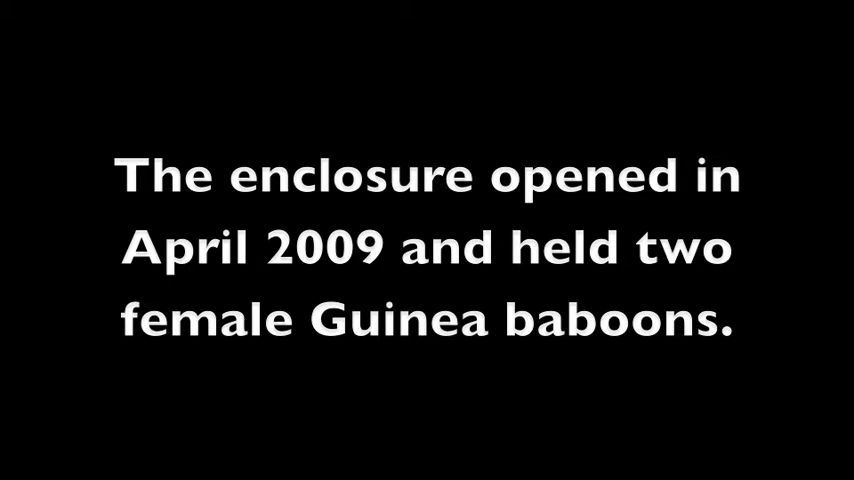 The enclosure opened in
April 2009 and held two
female Guinea baboons.